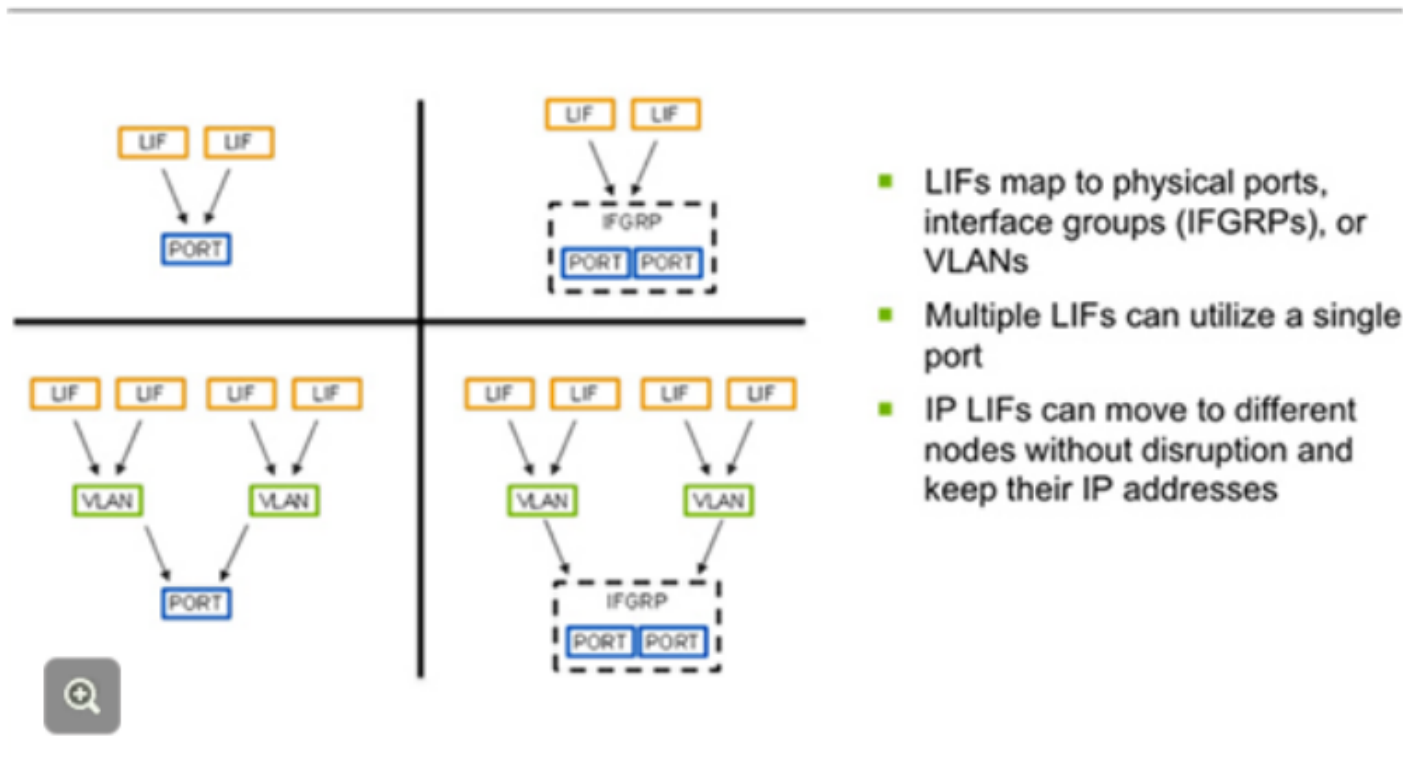 LIF LIF
PORT
LIF LIF
IFGRP
PORT PORT
LIF LIF LIF LIF
VLAN VLAN
PORT
LIF LIF LIF LIF
VLAN VLAN
IFGRP
PORT PORT
LIFs map to physical ports,
interface groups (IFGRPs), or
VLANs
Multiple LIFs can utilize a single
port
IP LIFs can move to different
nodes without disruption and
keep their IP addresses